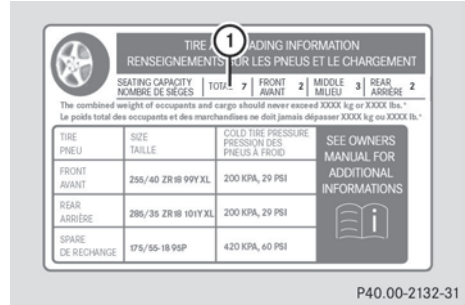 TIRE A ADING INFORMATION
RENSEIGNEMENTS SUR LES PNEUS ET LE CHARGEMENT
1
SEATING CAPACITY TOTAL 7 FRONT 2 MIDDLE 3 REAR 2
NOMBRE DE SIÈGES AVANT MILIEU ARRIÈRE
The combined weight of occupants and cargo should never exceed XXXX kg or XXXX lbs.*
Le poids total des occupants et des marchandises ne doit jamais dépasser XXXX kg ou XXXX lb.*
TIRE SIZE COLD TIRE PRESSURE
PNEU TAILLE PRESSION DES
PNEUS À FROID
SEE OWNERS
MANUAL FOR
ADDITIONAL
INFORMATIONS
i
FRONT
AVANT 255/40 ZR 18 99Y XL 200 KPA, 29 PSI
REAR
ARRIÈRE 285/35 ZR 18 101Y XL 200 KPA, 29 PSI
SPARE
DE RECHANGE 175/55-18 95P 420 KPA, 60 PSI
P40.00-2132-31